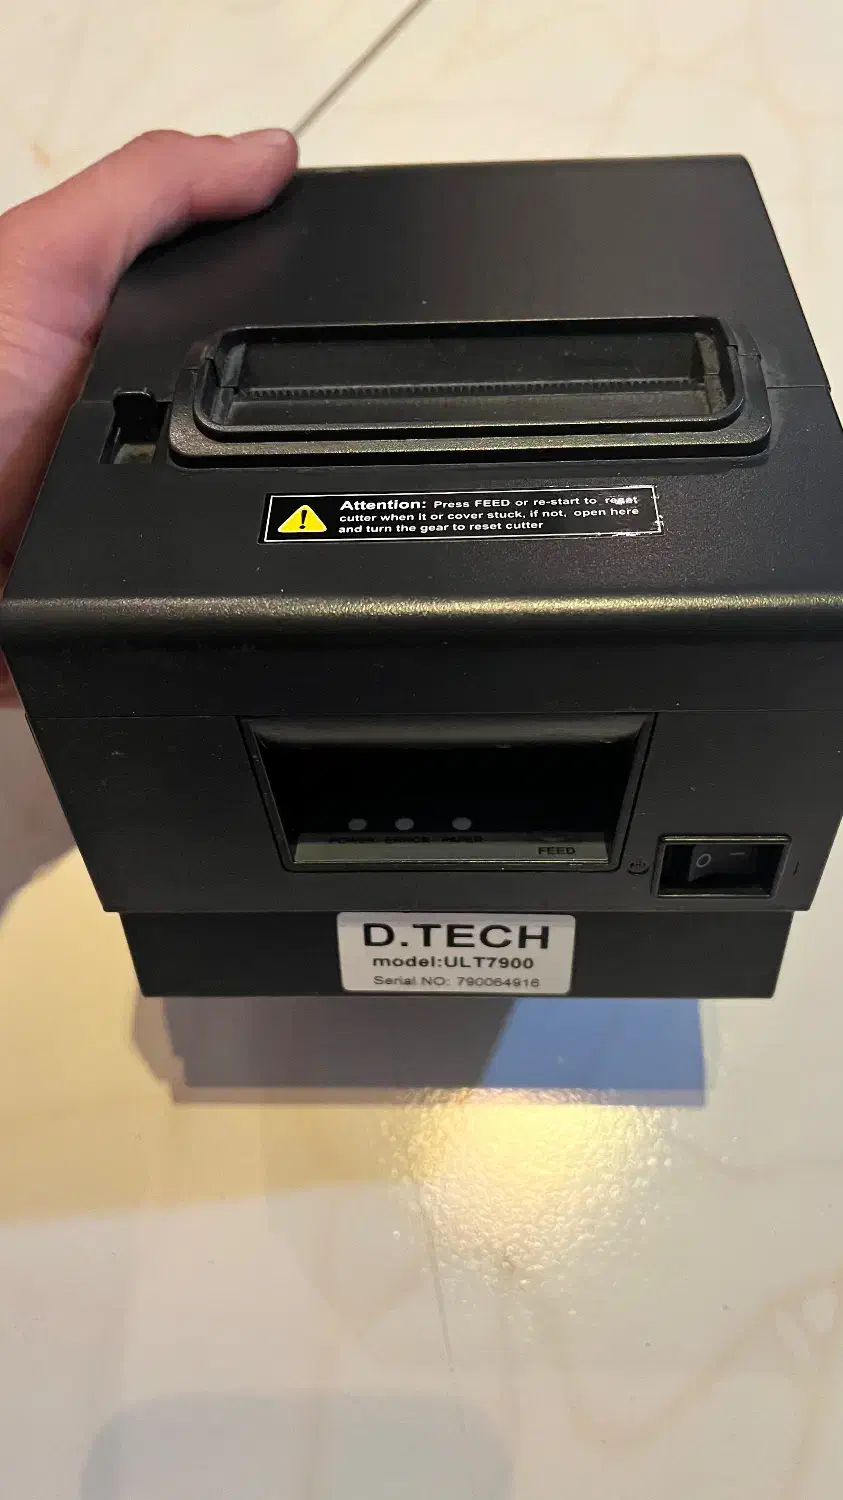 Attention: Press FEED or re-start to reset
cutter when it or cover stuck, if not, open here
and turn the gear to reset cutter
POWER ERROR PAPER
FEED
D.TECH
model:ULT7900
Serial NO: 790064916